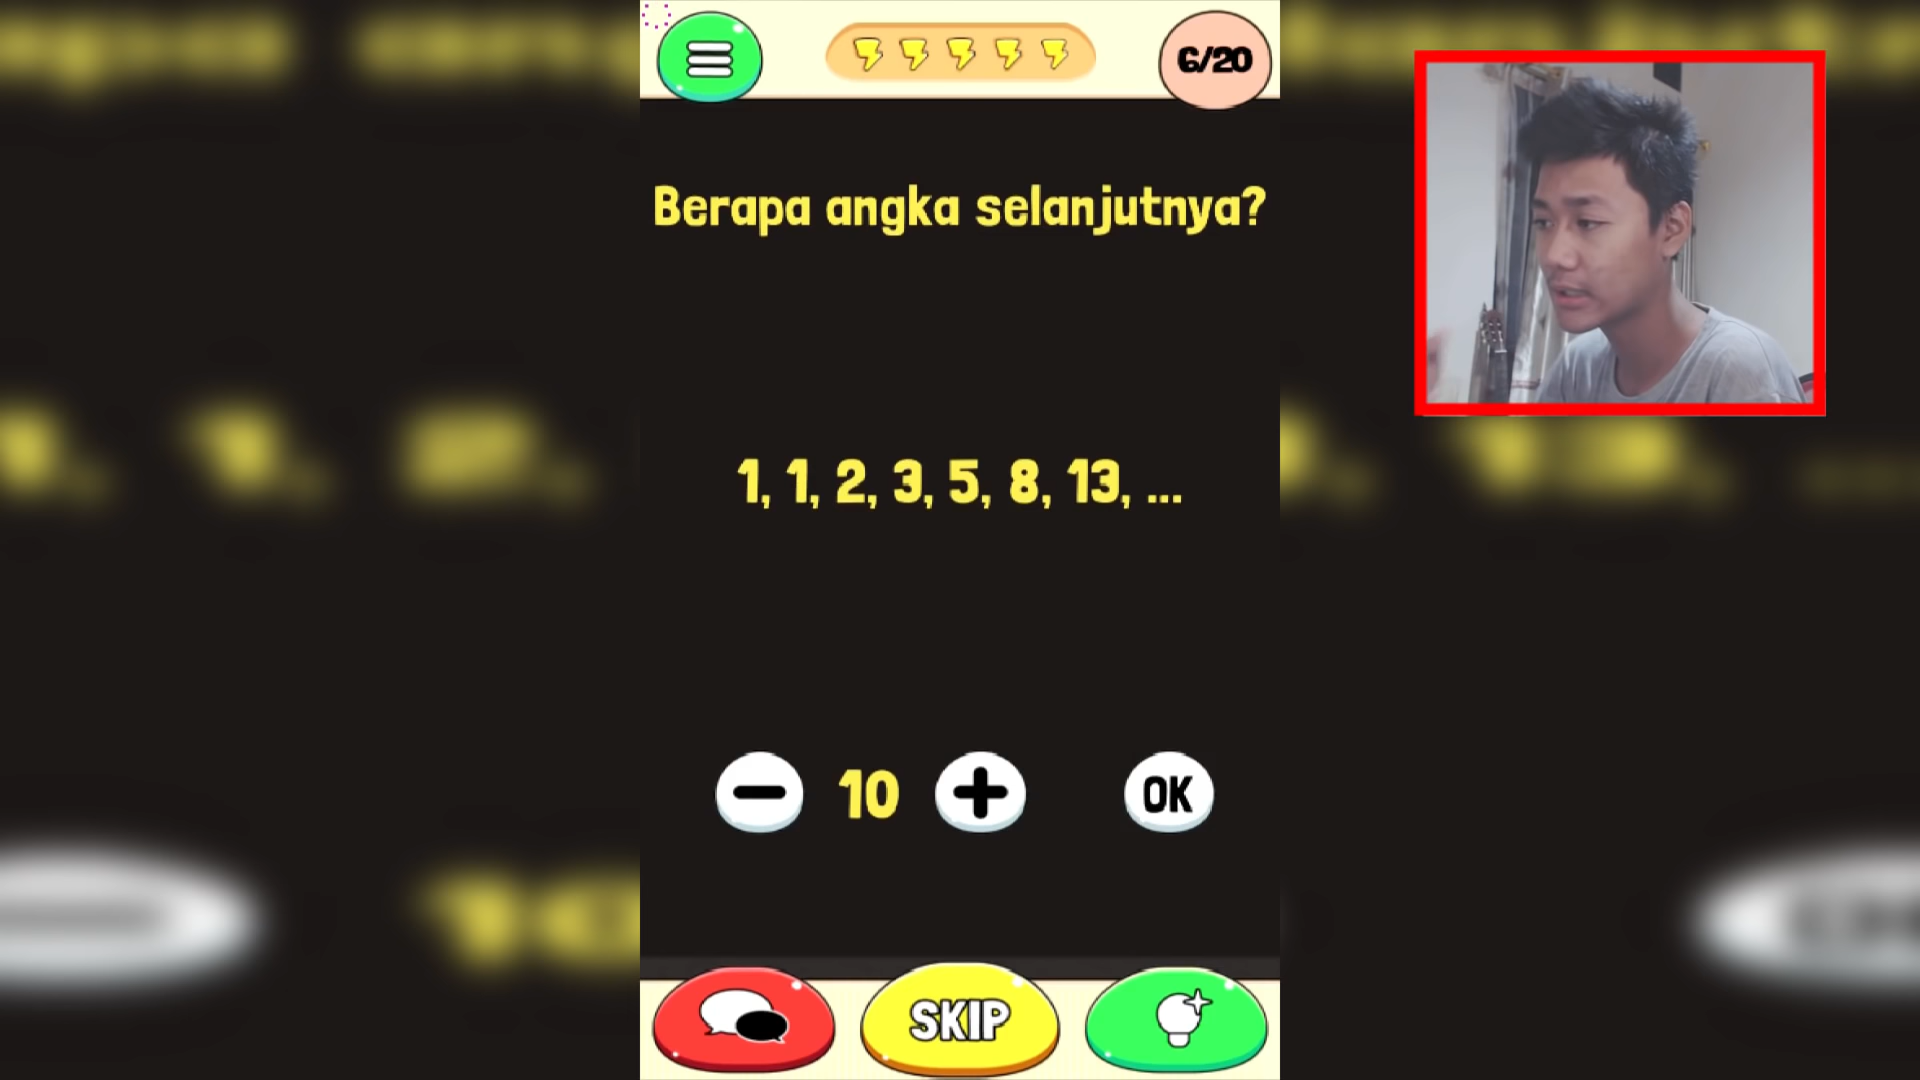 6/20
Berapa angka selanjutnya?
1, 1, 2, 3, 5, 8, 13, ...
10 OK
SKIP